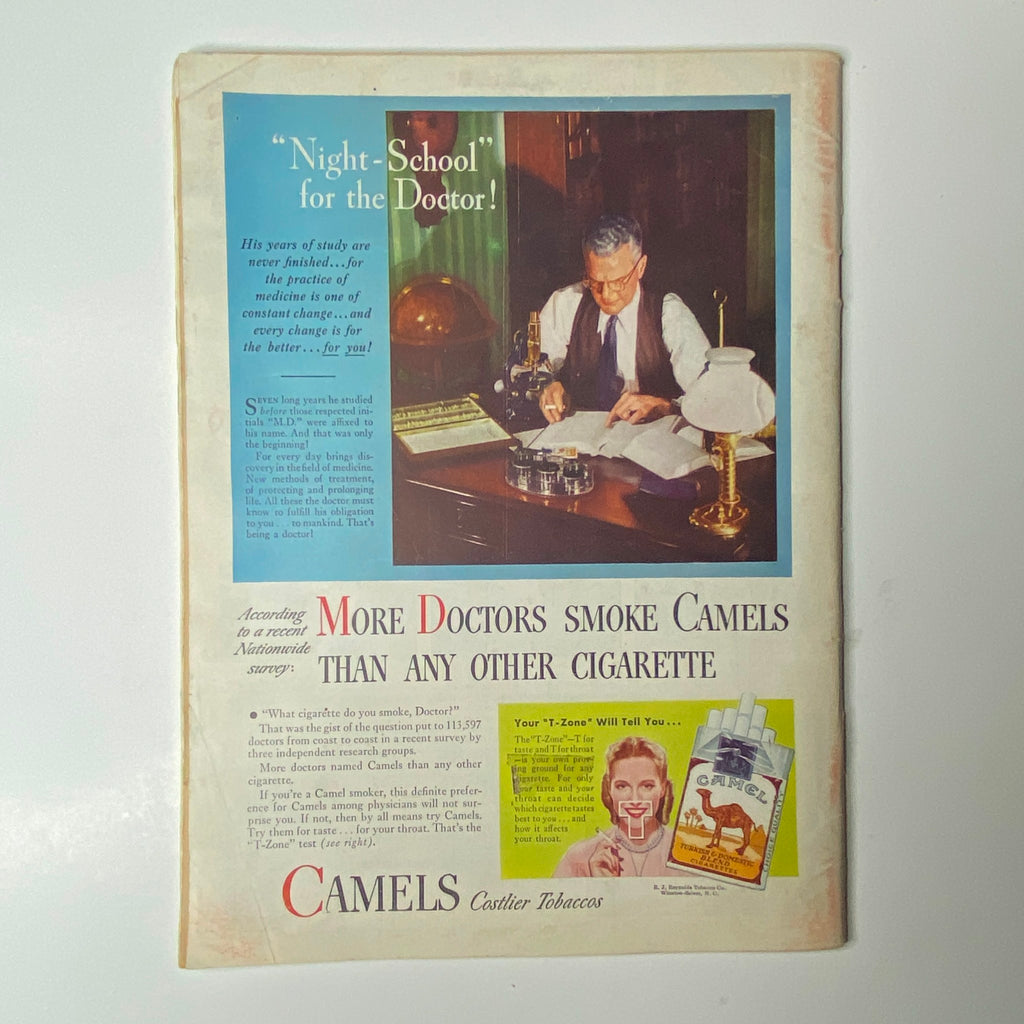 "Night-School"
for the Doctor!
His years of study are
never finished...for
the practice of
medicine is one of
constant change...and
every change is for
the better...for you!
SEVEN long years he studied
before those respected ini-
tials "M.D." were affixed to
his name. And that was only
the beginning!
For every day brings dis-
covery in the field of medicine.
New methods of treatment,
of protecting and prolonging
life. All these the doctor must
know to fulfill his obligation
to you . . . to mankind. That's
being a doctor!
According
to a recent
Nationwide
survey:
MORE DOCTORS SMOKE CAMELS
THAN ANY OTHER CIGARETTE
● "What cigarette do you smoke, Doctor?"
That was the gist of the question put to 113,597
doctors from coast to coast in a recent survey by
three independent research groups.
More doctors named Camels than any other
cigarette.
If you're a Camel smoker, this definite prefer-
ence for Camels among physicians will not sur-
prise you. If not, then by all means try Camels.
Try them for taste . . . for your throat. That's the
"T-Zone" test (see right).
Your "T-Zone" Will Tell You...
The "T-Zone"—T for
taste and T for throat
—is your own prov-
ing ground for any
cigarette. For only
your taste and your
throat can decide
which cigarette tastes
best to you...and
how it affects
your throat.
T
CAMEL
TURKISH & DOMESTIC
BLEND
CIGARETTES
CHOICE QUALITY
R. J. Reynolds Tobacco Co.
Winston-Salem, N. C.
CAMELS Costlier Tobaccos